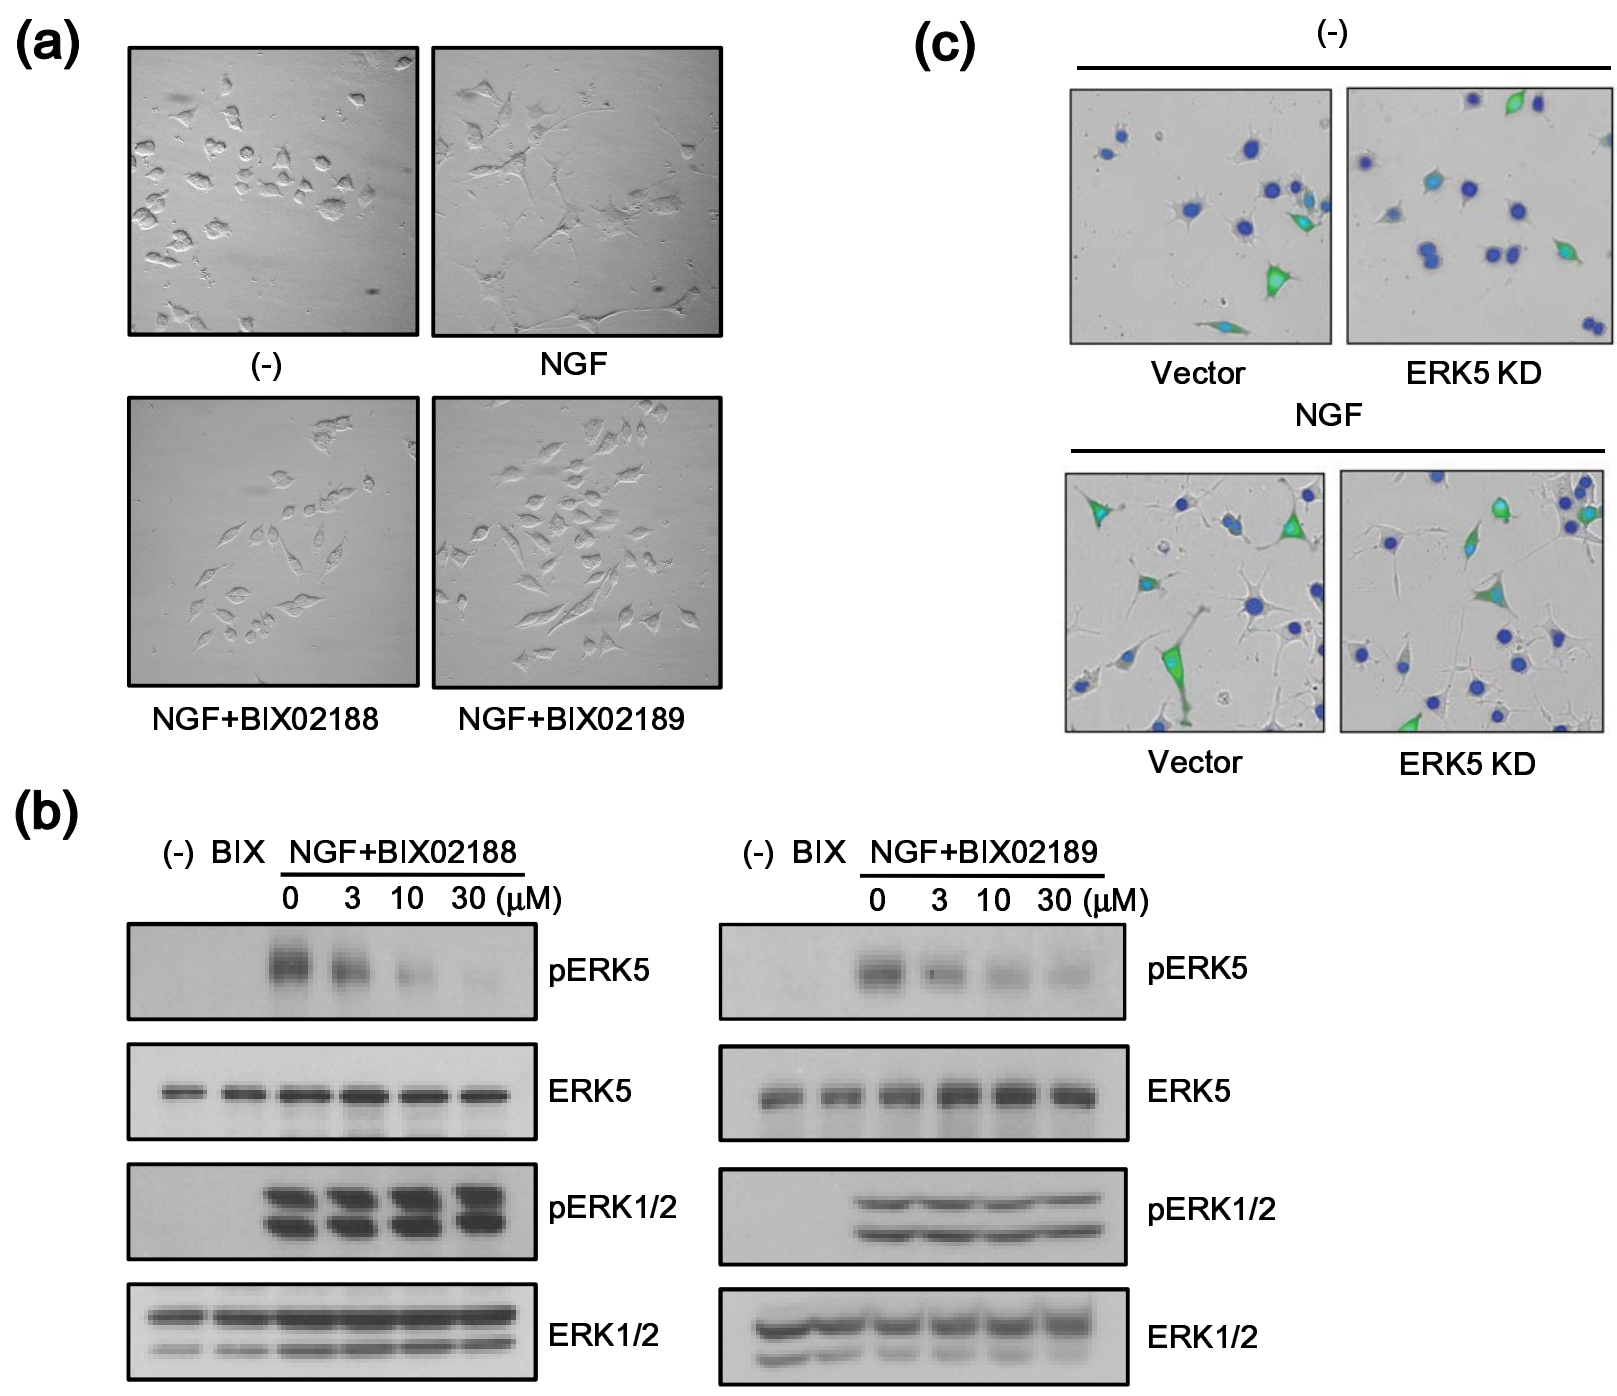 (a)
(-)
NGF
NGF+BIX02188
NGF+BIX02189
(b)
(-) BIX NGF+BIX02188
0 3 10 30 (μM)
pERK5
ERK5
pERK1/2
ERK1/2
(-) BIX NGF+BIX02189
0 3 10 30 (μM)
pERK5
ERK5
pERK1/2
ERK1/2
(c)
(-)
Vector
ERK5 KD
NGF
Vector
ERK5 KD